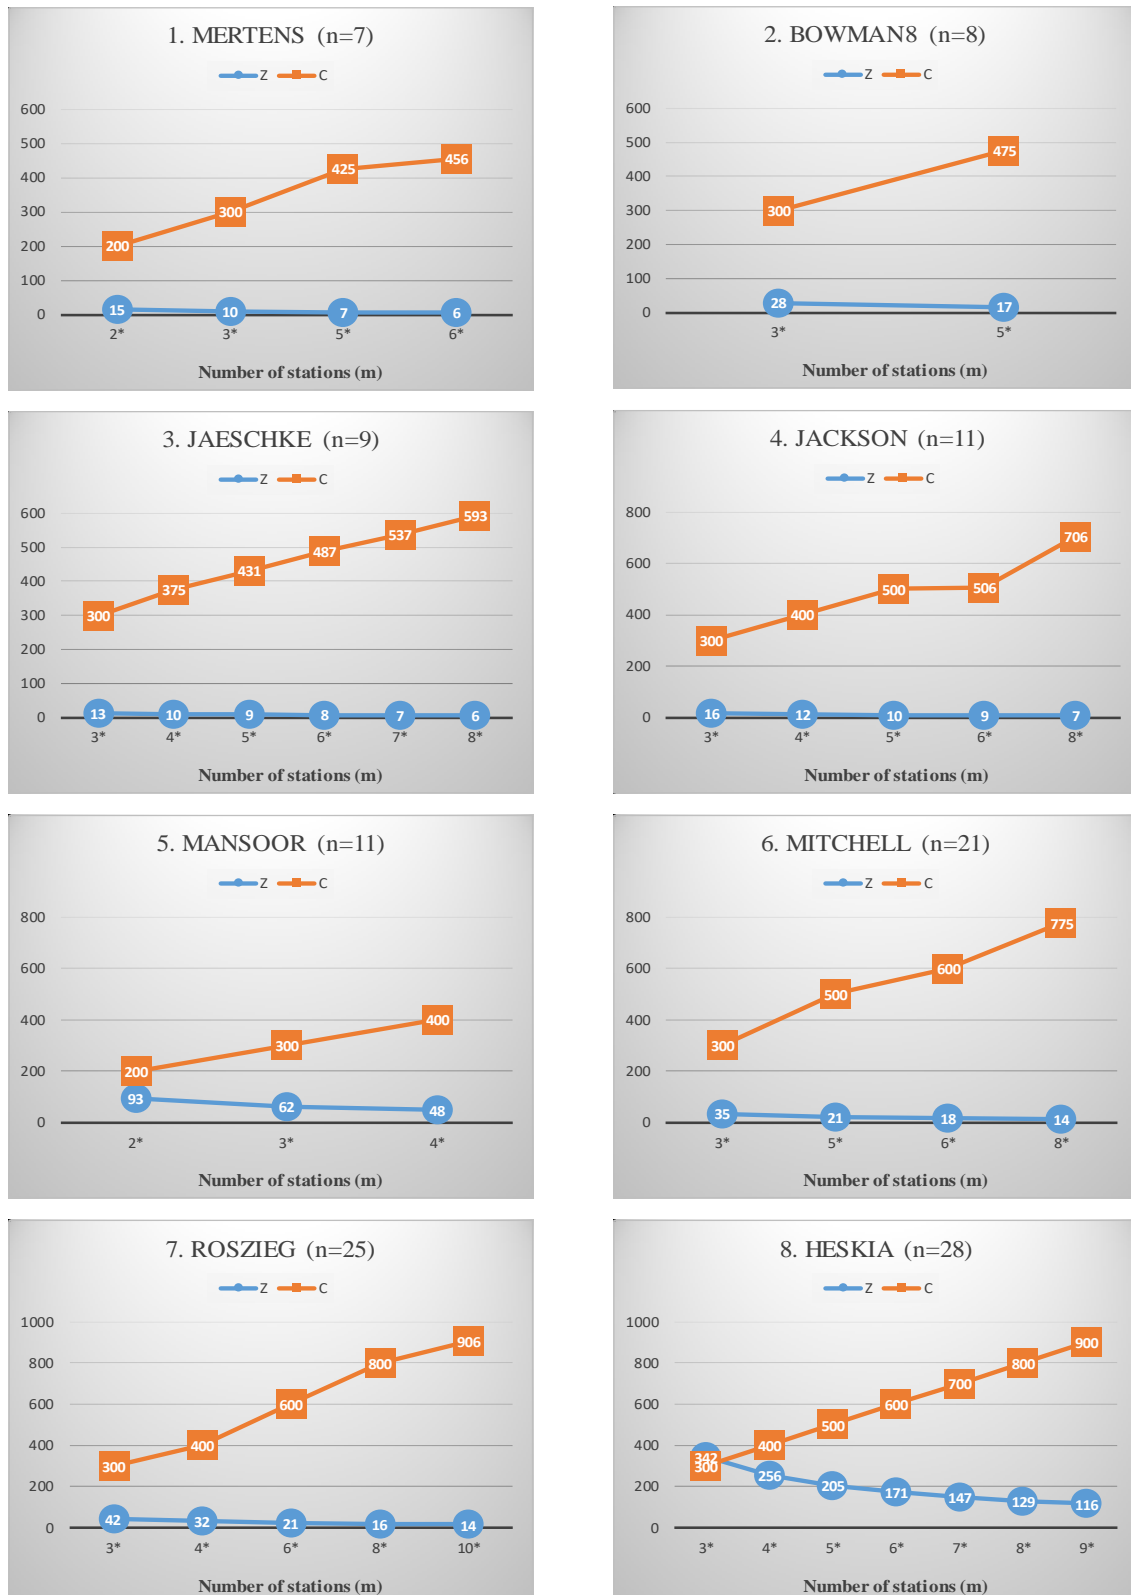 1. MERTENS (n=7)
Z C
600
500
400
300
200
100
0
200 300 425 456
15 10 7 6
2* 3* 5* 6*
Number of stations (m)
2. BOWMAN8 (n=8)
Z C
600
500
400
300
200
100
0
300 475
28 17
3* 5*
Number of stations (m)
3. JAESCHKE (n=9)
Z C
600
500
400
300
200
100
0
300 375 431 487 537 593
13 10 9 8 7 6
3* 4* 5* 6* 7* 8*
Number of stations (m)
4. JACKSON (n=11)
Z C
800
600
400
200
0
300 400 500 506 706
16 12 10 9 7
3* 4* 5* 6* 8*
Number of stations (m)
5. MANSOOR (n=11)
Z C
800
600
400
200
0
200 300 400
93 62 48
2* 3* 4*
Number of stations (m)
6. MITCHELL (n=21)
Z C
800
600
400
200
0
300 500 600 775
35 21 18 14
3* 5* 6* 8*
Number of stations (m)
7. ROSZIEG (n=25)
Z C
1000
800
600
400
200
0
300 400 600 800 906
42 32 21 16 14
3* 4* 6* 8* 10*
Number of stations (m)
8. HESKIA (n=28)
Z C
1000
800
600
400
200
0
300 400 500 600 700 800 900
342 256 205 171 147 129 116
3* 4* 5* 6* 7* 8* 9*
Number of stations (m)